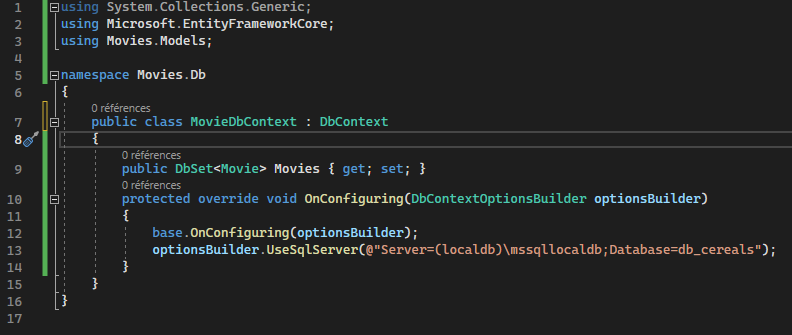 1 using System.Collections.Generic;
2 using Microsoft.EntityFrameworkCore;
3 using Movies.Models;
4
5 namespace Movies.Db
6 {
0 références
7 public class MovieDbContext : DbContext
8 {
0 références
9 public DbSet<Movie> Movies { get; set; }
0 références
10 protected override void OnConfiguring(DbContextOptionsBuilder optionsBuilder)
11 {
12 base.OnConfiguring(optionsBuilder);
13 optionsBuilder.UseSqlServer(@"Server=(localdb)\mssqllocaldb;Database=db_cereals");
14 }
15 }
16 }
17